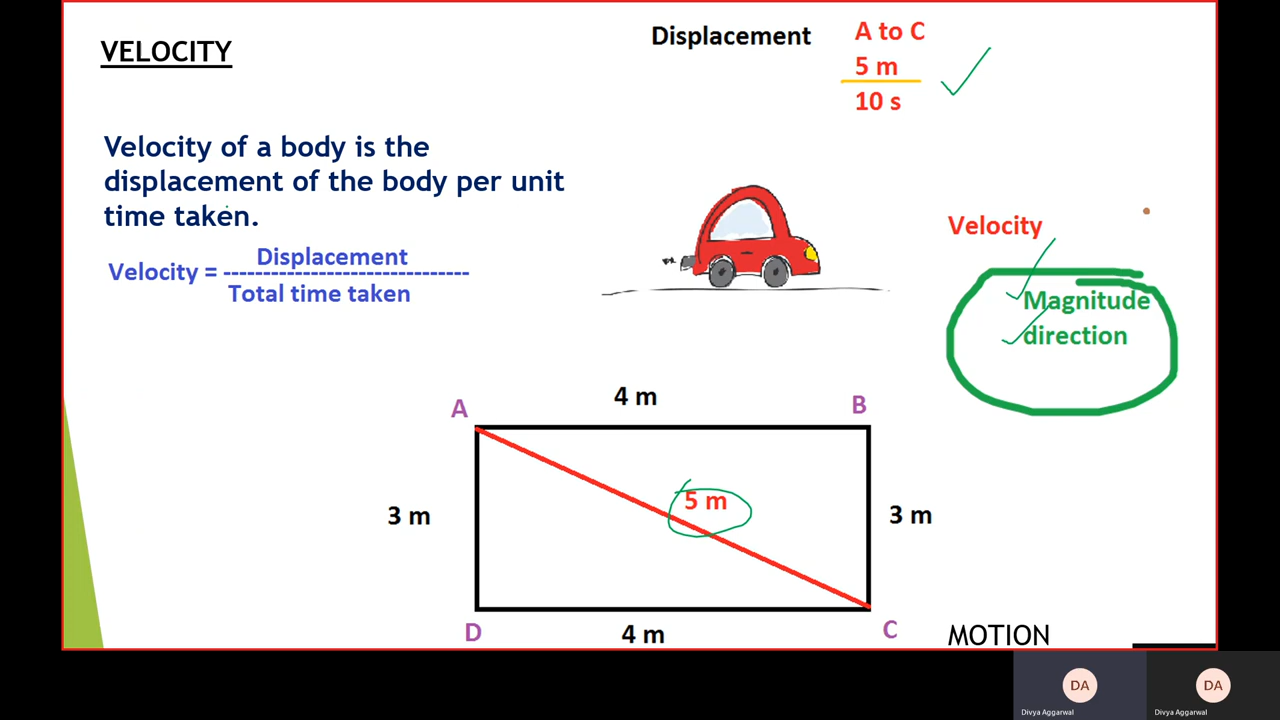 VELOCITY
Displacement
A to C
5 m
10 s
Velocity of a body is the
displacement of the body per unit
time taken.
Velocity = Displacement
--------------------------------
Total time taken
Velocity
Magnitude
direction
4 m
A
B
5 m
3 m
3 m
D
4 m
C
MOTION
DA
DA
Divya Aggarwal
Divya Aggarwal